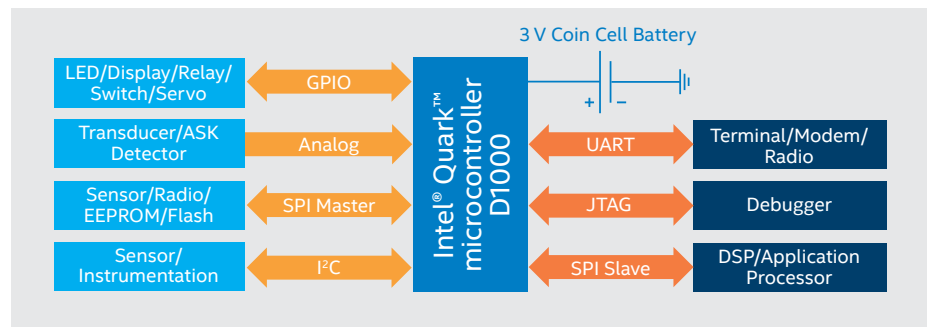 3 V Coin Cell Battery
+ –
LED/Display/Relay/
Switch/Servo
GPIO
Transducer/ASK
Detector
Analog
Sensor/Radio/
EEPROM/Flash
SPI Master
Sensor/
Instrumentation
I²C
Intel® Quark™
microcontroller
D1000
UART
Terminal/Modem/
Radio
JTAG
Debugger
SPI Slave
DSP/Application
Processor